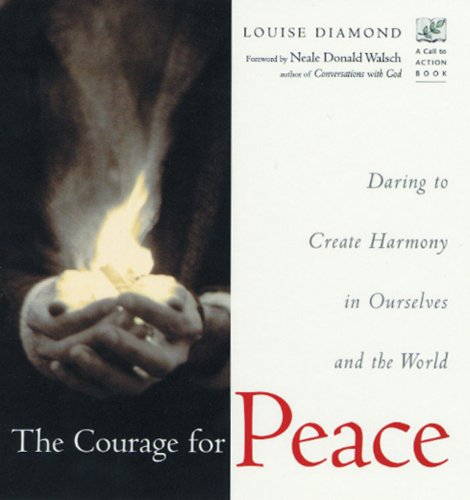 LOUISE DIAMOND
Foreword by Neale Donald Walsch
author of Conversations with God
A Call to
ACTION
BOOK
Daring to
Create Harmony
in Ourselves
and the World
The Courage for Peace